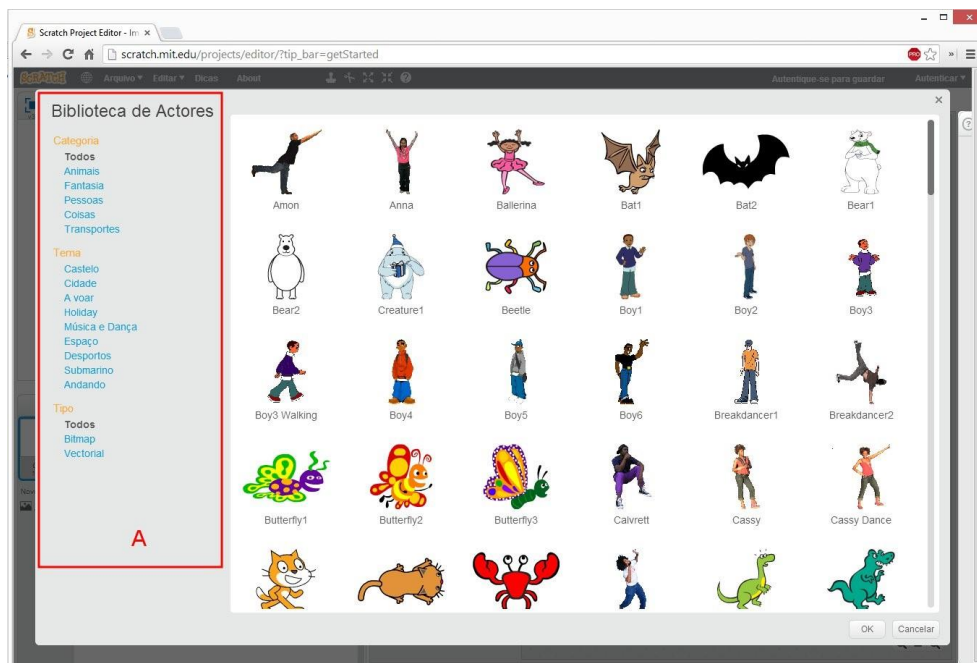 Scratch Project Editor - Im
scratch.mit.edu/projects/editor/?tip_bar=getStarted
PRO
SCRATCH Arquivo Editar Dicas About Autentique-se para guardar Autenticar
Biblioteca de Actores
Categoria
Todos
Animais
Fantasia
Pessoas
Coisas
Transportes
Tema
Castelo
Cidade
A voar
Holiday
Música e Dança
Espaço
Desportos
Submarino
Andando
Tipo
Todos
Bitmap
Vectorial
A
Amon Anna Ballerina Bat1 Bat2 Bear1
Bear2 Creature1 Beetle Boy1 Boy2 Boy3
Boy3 Walking Boy4 Boy5 Boy6 Breakdancer1 Breakdancer2
Butterfly1 Butterfly2 Butterfly3 Calvrett Cassy Cassy Dance
OK Cancelar